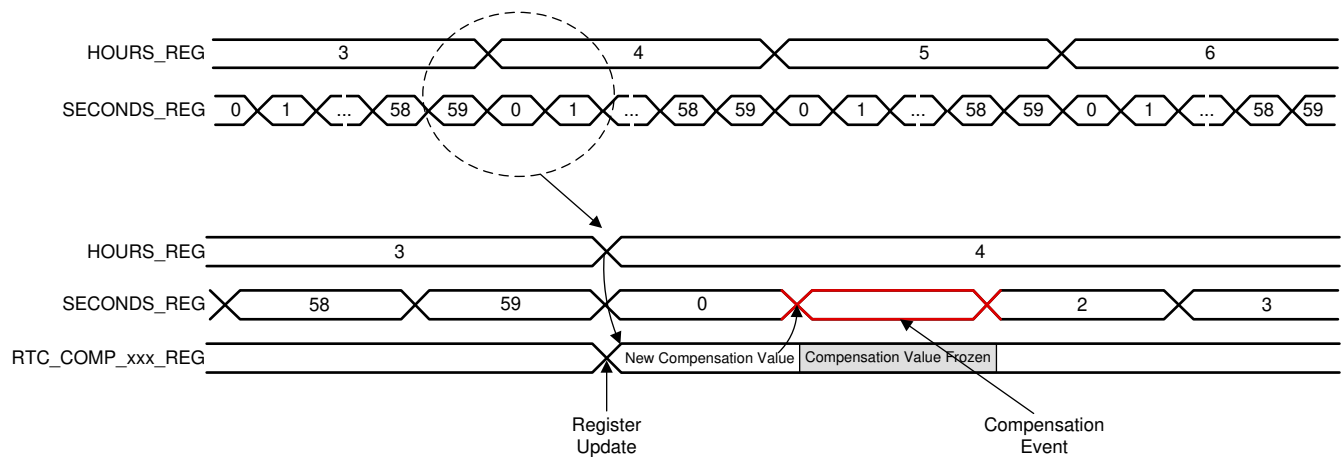 HOURS_REG 3 4 5 6
SECONDS_REG 0 1 ... 58 59 0 1 ... 58 59 0 1 ... 58 59 0 1 ... 58 59
HOURS_REG 3 4
SECONDS_REG 58 59 0 2 3
RTC_COMP_xxx_REG New Compensation Value Compensation Value Frozen
Register
Update
Compensation
Event